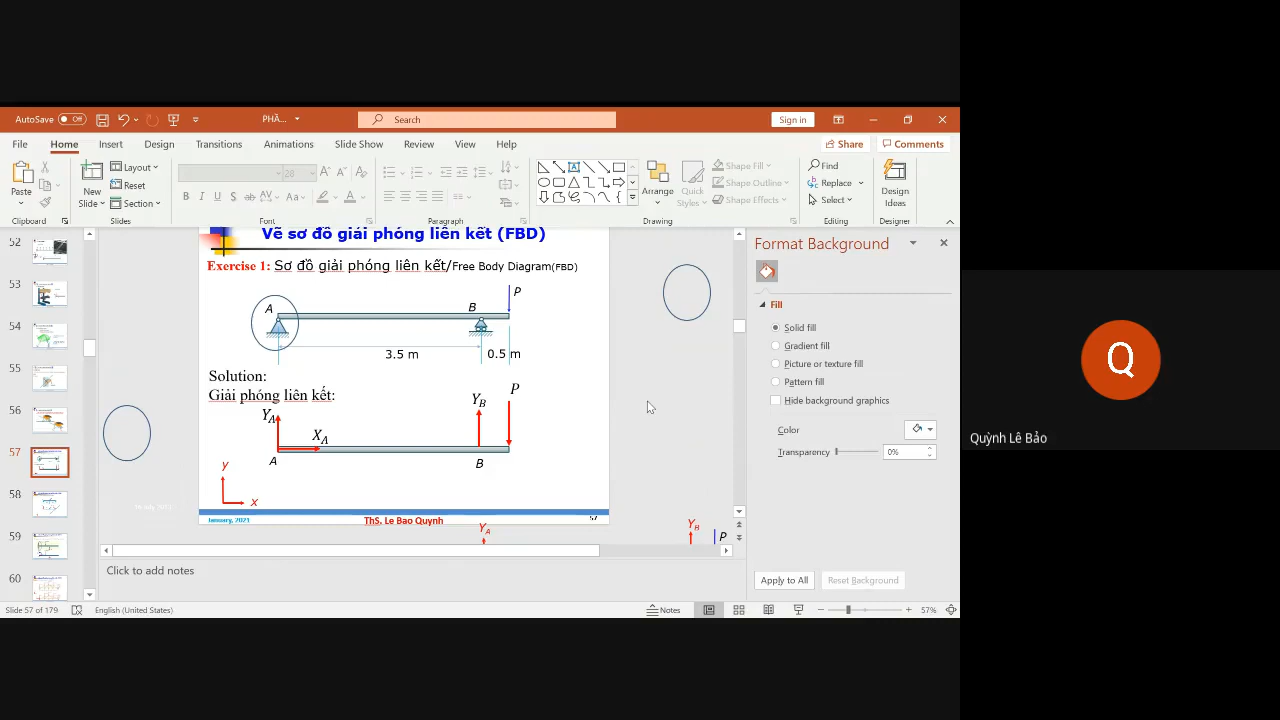 AutoSave Off PHẦ... Search Sign in
File Home Insert Design Transitions Animations Slide Show Review View Help Share Comments
Paste New Slide Layout Reset Section 28 Arrange Quick Styles Shape Fill Shape Outline Shape Effects Find Replace Select Design Ideas
Clipboard Slides Font Paragraph Drawing Editing Designer
52
53
54
55
56
57
58
59
60
Vẽ sơ đồ giải phóng liên kết (FBD)
Exercise 1: Sơ đồ giải phóng liên kết/Free Body Diagram(FBD)
P
A B
3.5 m 0.5 m
Solution:
Giải phóng liên kết:
P
Y_A Y_B
X_A
A B
y
x
January, 2021 ThS. Le Bao Quynh 57
Y_A Y_B P
Click to add notes
Format Background
Fill
Solid fill
Gradient fill
Picture or texture fill
Pattern fill
Hide background graphics
Color
Transparency 0%
Apply to All Reset Background
Slide 57 of 179 English (United States) Notes 57%
Q
Quỳnh Lê Bảo